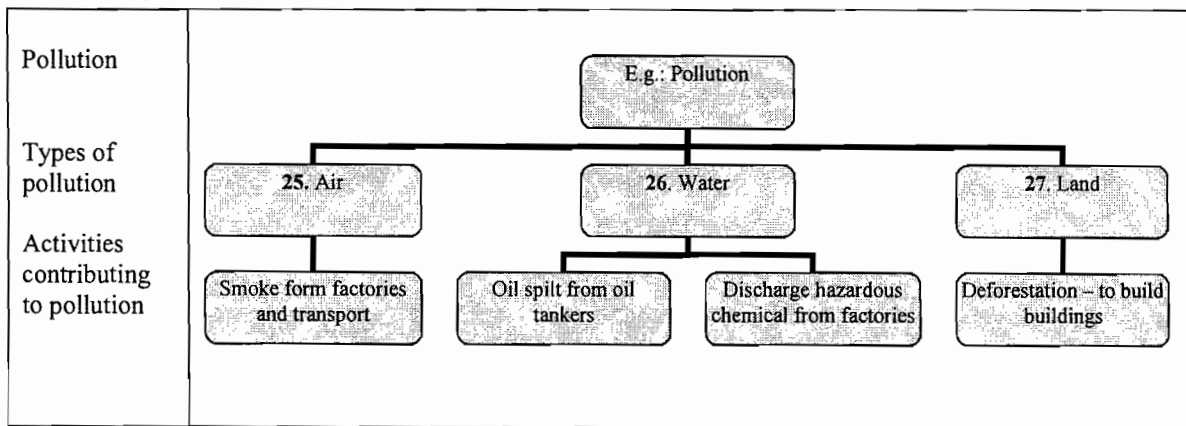 Pollution
E.g.: Pollution
Types of
pollution
25. Air
26. Water
27. Land
Activities
contributing
to pollution
Smoke form factories
and transport
Oil spilt from oil
tankers
Discharge hazardous
chemical from factories
Deforestation – to build
buildings